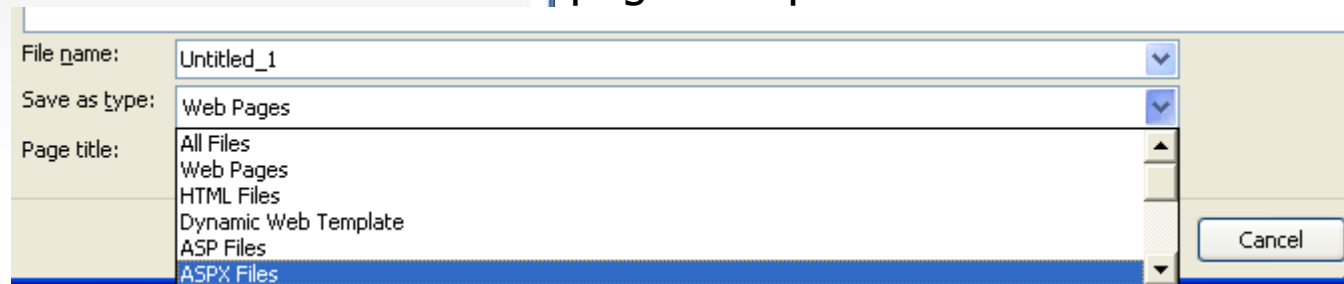 File name:
Untitled_1
Save as type:
Web Pages
Page title:
All Files
Web Pages
HTML Files
Dynamic Web Template
ASP Files
ASPX Files
Cancel